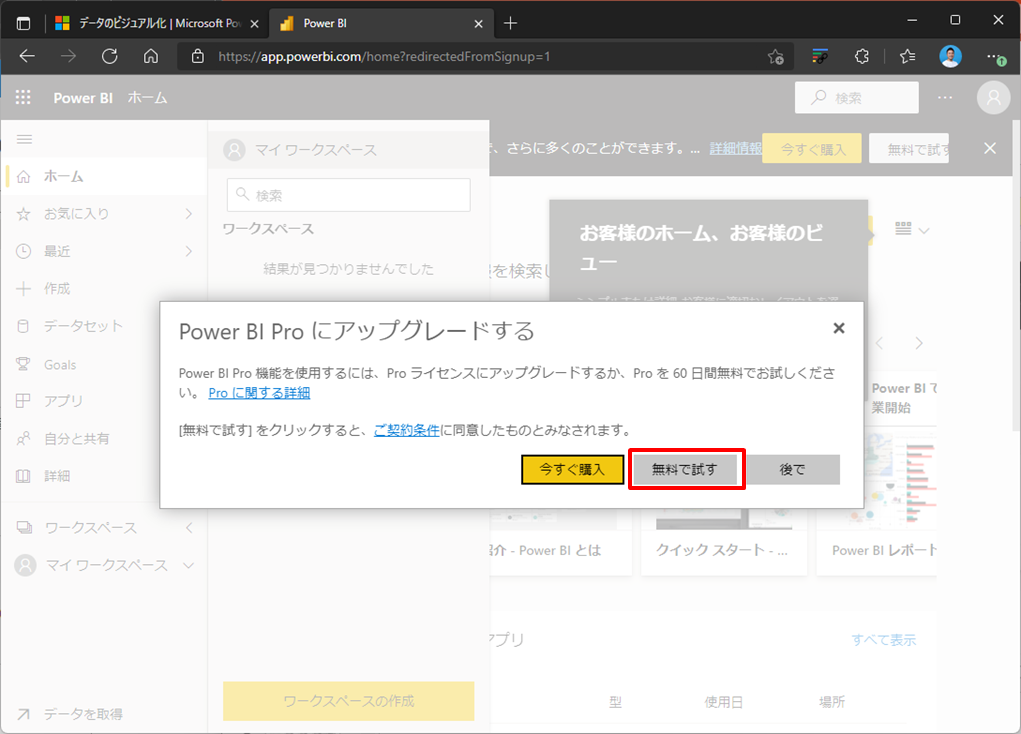 データのビジュアル化 | Microsoft Pow
Power BI
https://app.powerbi.com/home?redirectedFromSignup=1
Power BI ホーム
検索
ホーム
お気に入り
最近
作成
データセット
Goals
アプリ
自分と共有
詳細
ワークスペース
マイ ワークスペース
データを取得
マイ ワークスペース
検索
ワークスペース
結果が見つかりませんでした
ワークスペースの作成
、さらに多くのことができます。... 詳細情報
今すぐ購入
無料で試す
を検索し
お客様のホーム、お客様のビ
ュー
Power BI Pro にアップグレードする
Power BI Pro 機能を使用するには、Pro ライセンスにアップグレードするか、Pro を 60 日間無料でお試しくださ
い。 Pro に関する詳細
[無料で試す] をクリックすると、ご契約条件に同意したものとみなされます。
今すぐ購入
無料で試す
後で
Power BI で
業開始
介 - Power BI とは
クイック スタート - ...
Power BI レポート
アプリ
すべて表示
型
使用日
場所